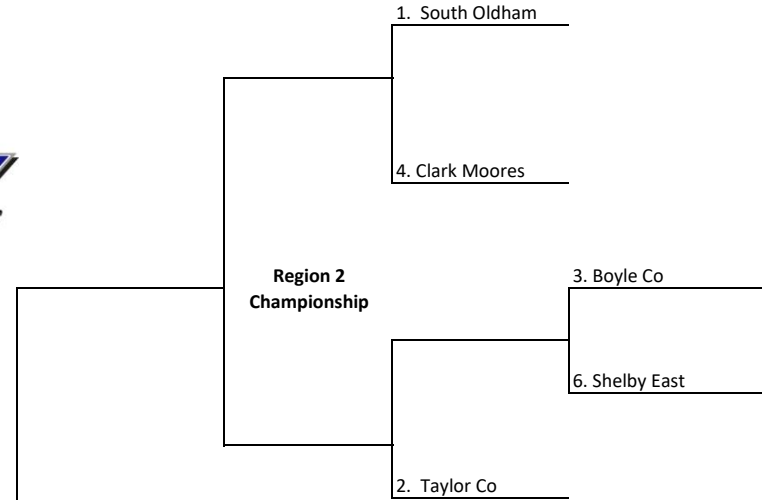 1. South Oldham
4. Clark Moores
Region 2
Championship
3. Boyle Co
6. Shelby East
2. Taylor Co